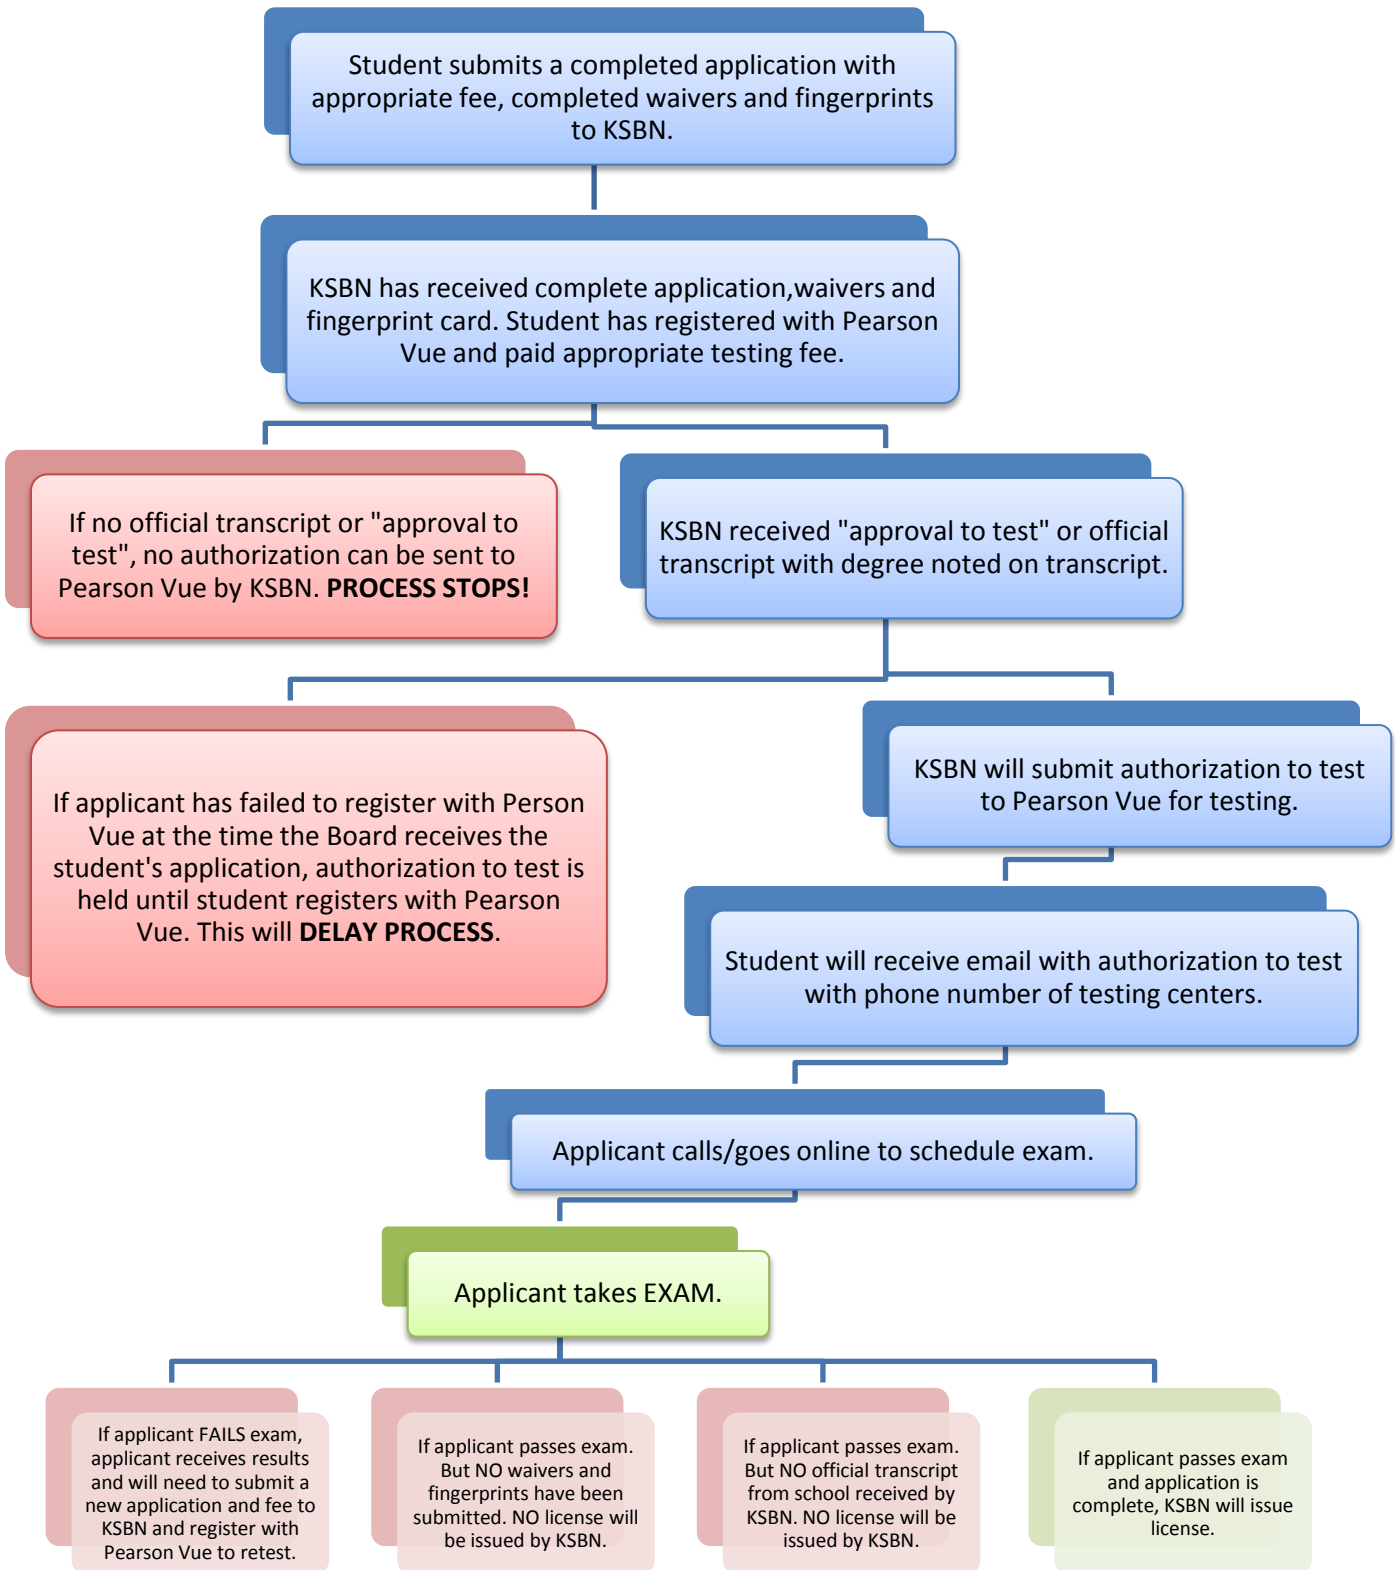 Student submits a completed application with
appropriate fee, completed waivers and fingerprints
to KSBN.
KSBN has received complete application,waivers and
fingerprint card. Student has registered with Pearson
Vue and paid appropriate testing fee.
If no official transcript or "approval to
test", no authorization can be sent to
Pearson Vue by KSBN. PROCESS STOPS!
KSBN received "approval to test" or official
transcript with degree noted on transcript.
If applicant has failed to register with Person
Vue at the time the Board receives the
student's application, authorization to test is
held until student registers with Pearson
Vue. This will DELAY PROCESS.
KSBN will submit authorization to test
to Pearson Vue for testing.
Student will receive email with authorization to test
with phone number of testing centers.
Applicant calls/goes online to schedule exam.
Applicant takes EXAM.
If applicant FAILS exam,
applicant receives results
and will need to submit a
new application and fee to
KSBN and register with
Pearson Vue to retest.
If applicant passes exam.
But NO waivers and
fingerprints have been
submitted. NO license will
be issued by KSBN.
If applicant passes exam.
But NO official transcript
from school received by
KSBN. NO license will be
issued by KSBN.
If applicant passes exam
and application is
complete, KSBN will issue
license.